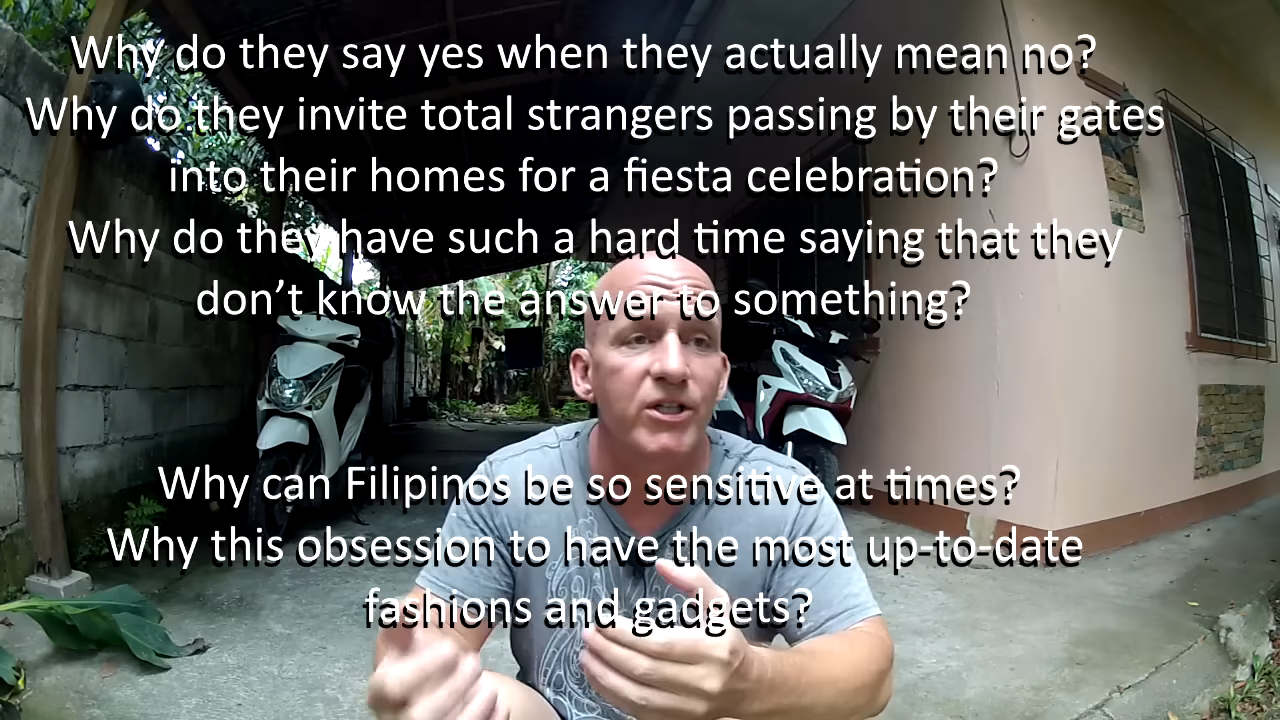 Why do they say yes when they actually mean no?
Why do they invite total strangers passing by their gates
into their homes for a fiesta celebration?
Why do they have such a hard time saying that they
don’t know the answer to something?
Why can Filipinos be so sensitive at times?
Why this obsession to have the most up-to-date
fashions and gadgets?